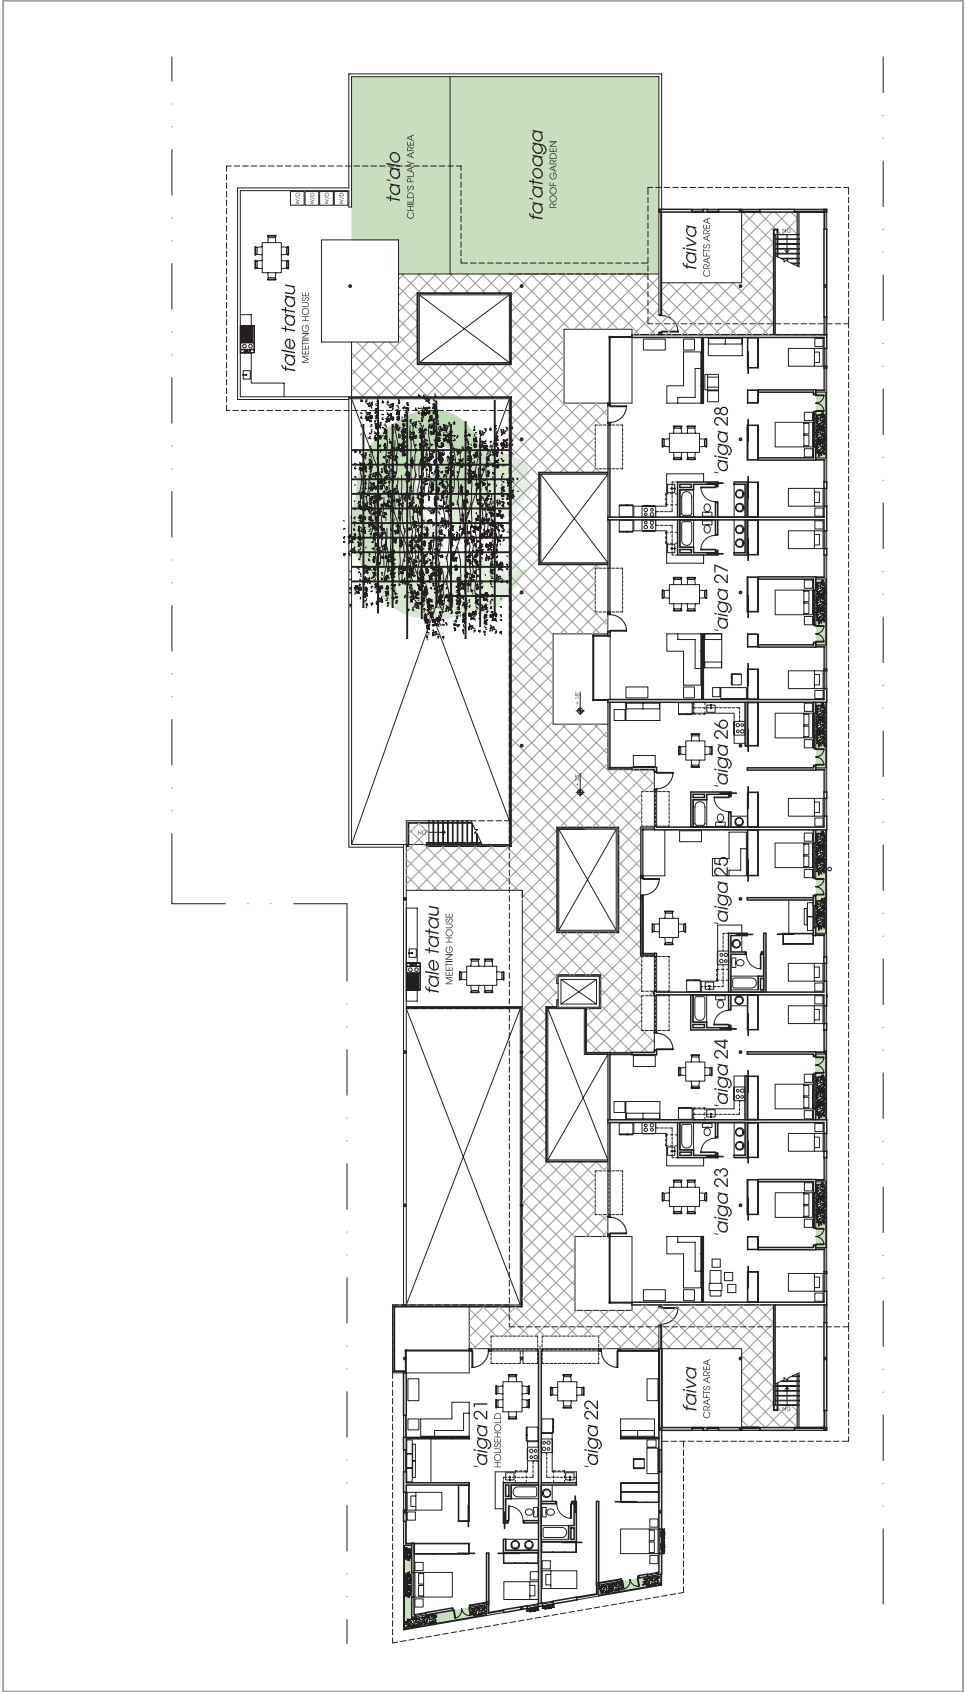 ta'alo
CHILD'S PLAY AREA
fa'atoaga
ROOF GARDEN
W/D
W/D
W/D
W/D
fale tatau
MEETING HOUSE
faiva
CRAFTS AREA
DN
'aiga 28
'aiga 27
'aiga 26
'aiga 25
DN
fale tatau
MEETING HOUSE
'aiga 24
'aiga 23
faiva
CRAFTS AREA
'aiga 21
HOUSEHOLD
'aiga 22